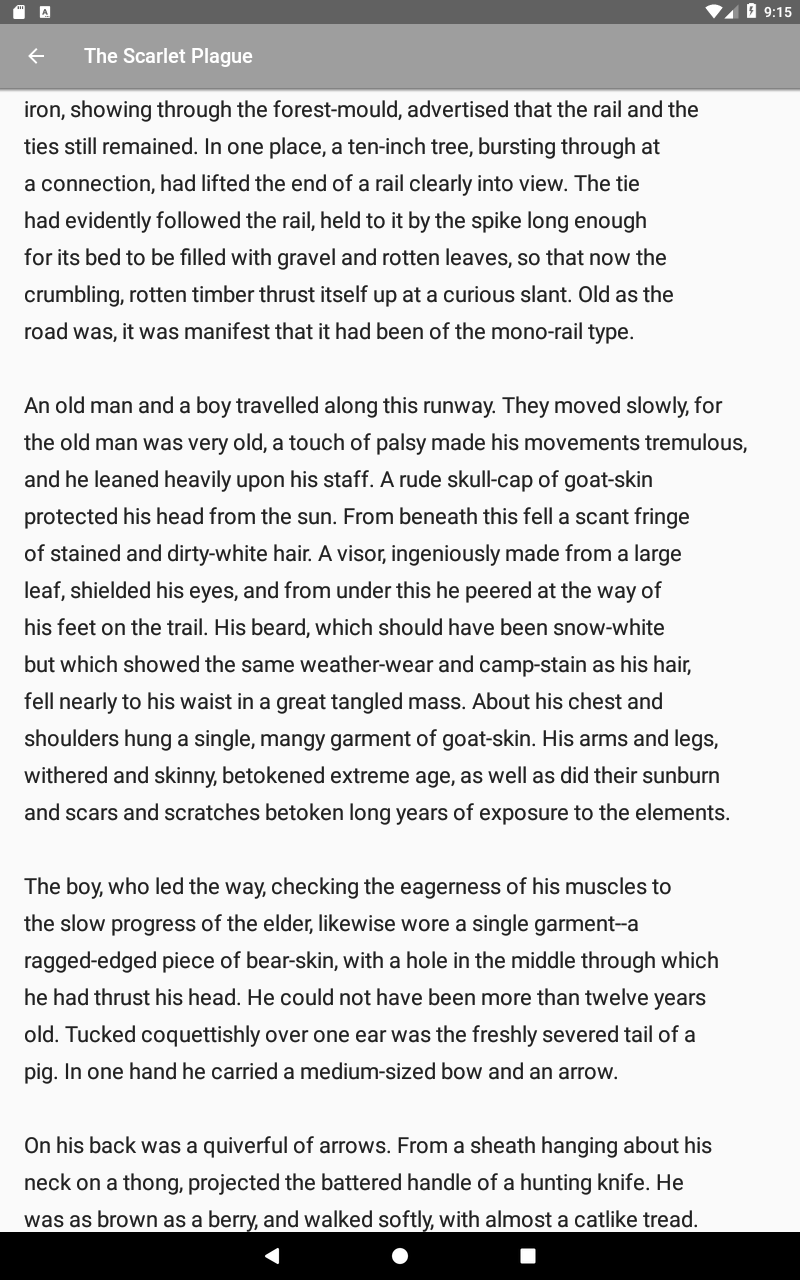 9:15
The Scarlet Plague
iron, showing through the forest-mould, advertised that the rail and the
ties still remained. In one place, a ten-inch tree, bursting through at
a connection, had lifted the end of a rail clearly into view. The tie
had evidently followed the rail, held to it by the spike long enough
for its bed to be filled with gravel and rotten leaves, so that now the
crumbling, rotten timber thrust itself up at a curious slant. Old as the
road was, it was manifest that it had been of the mono-rail type.
An old man and a boy travelled along this runway. They moved slowly, for
the old man was very old, a touch of palsy made his movements tremulous,
and he leaned heavily upon his staff. A rude skull-cap of goat-skin
protected his head from the sun. From beneath this fell a scant fringe
of stained and dirty-white hair. A visor, ingeniously made from a large
leaf, shielded his eyes, and from under this he peered at the way of
his feet on the trail. His beard, which should have been snow-white
but which showed the same weather-wear and camp-stain as his hair,
fell nearly to his waist in a great tangled mass. About his chest and
shoulders hung a single, mangy garment of goat-skin. His arms and legs,
withered and skinny, betokened extreme age, as well as did their sunburn
and scars and scratches betoken long years of exposure to the elements.
The boy, who led the way, checking the eagerness of his muscles to
the slow progress of the elder, likewise wore a single garment--a
ragged-edged piece of bear-skin, with a hole in the middle through which
he had thrust his head. He could not have been more than twelve years
old. Tucked coquettishly over one ear was the freshly severed tail of a
pig. In one hand he carried a medium-sized bow and an arrow.
On his back was a quiverful of arrows. From a sheath hanging about his
neck on a thong, projected the battered handle of a hunting knife. He
was as brown as a berry, and walked softly, with almost a catlike tread.